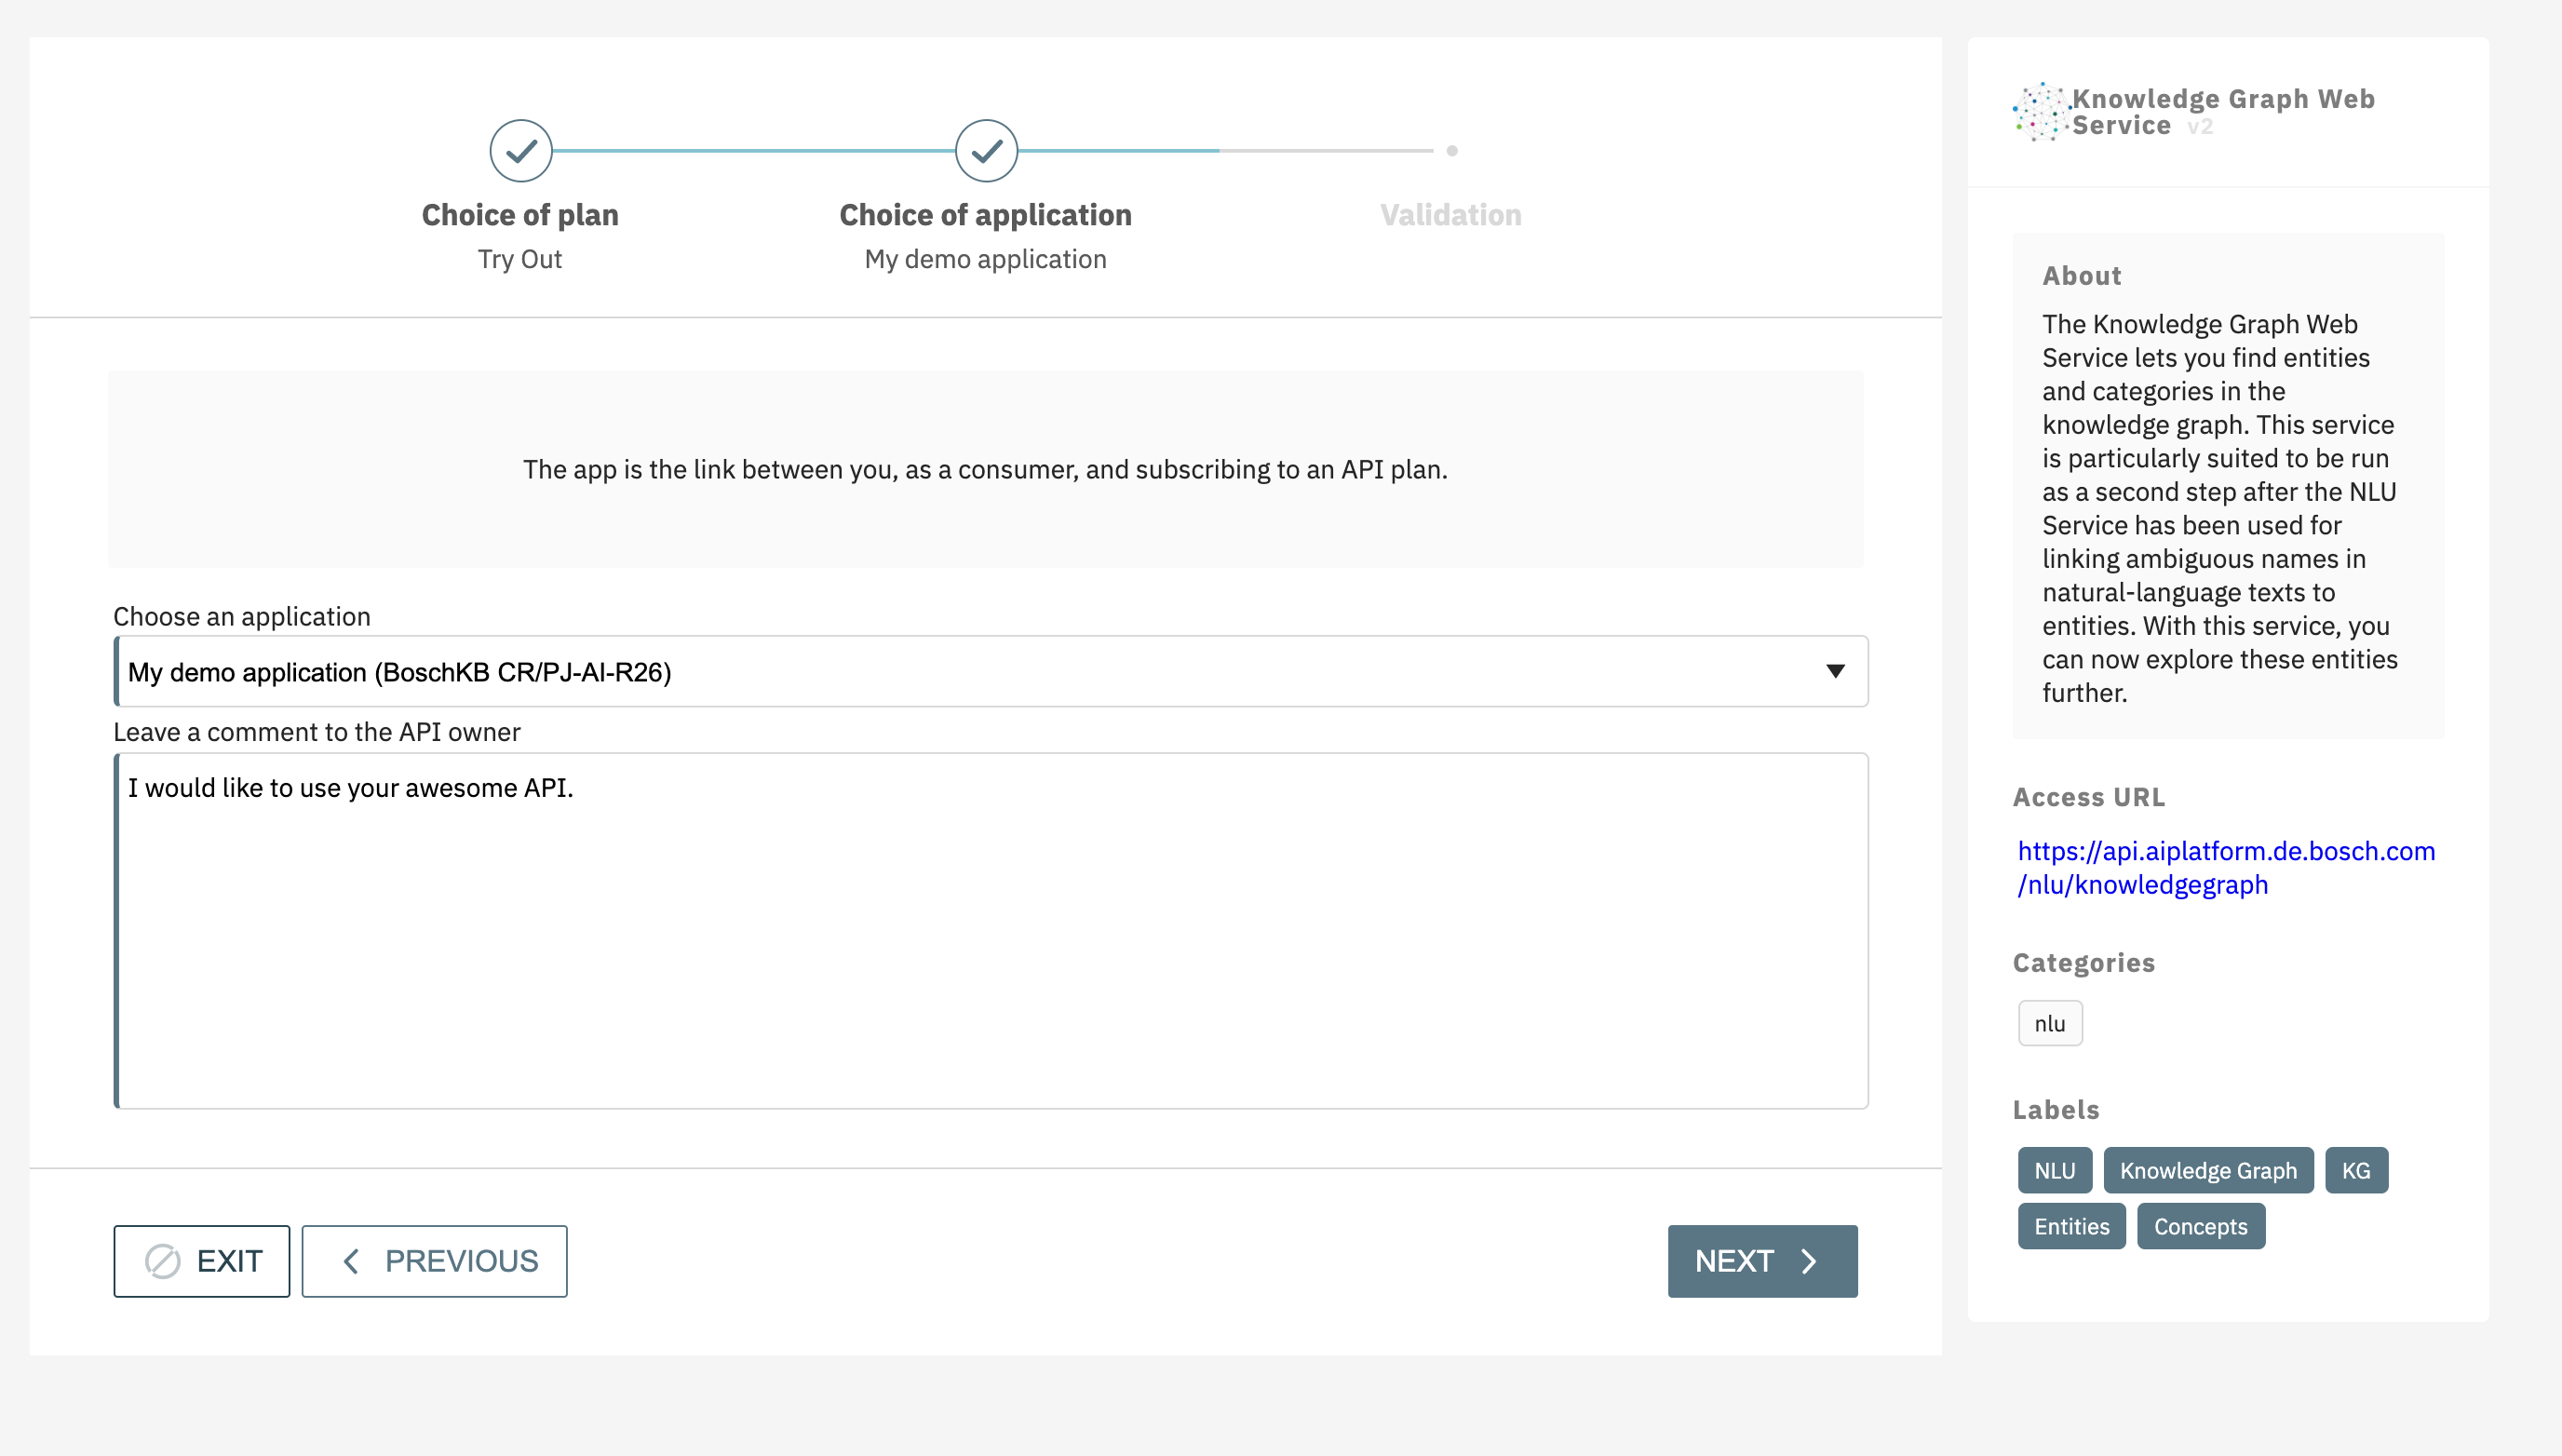 Choice of plan
Try Out
Choice of application
My demo application
Validation
The app is the link between you, as a consumer, and subscribing to an API plan.
Choose an application
My demo application (BoschKB CR/PJ-AI-R26)
Leave a comment to the API owner
I would like to use your awesome API.
EXIT
PREVIOUS
NEXT
Knowledge Graph Web
Service v2
About
The Knowledge Graph Web
Service lets you find entities
and categories in the
knowledge graph. This service
is particularly suited to be run
as a second step after the NLU
Service has been used for
linking ambiguous names in
natural-language texts to
entities. With this service, you
can now explore these entities
further.
Access URL
https://api.aiplatform.de.bosch.com
/nlu/knowledgegraph
Categories
nlu
Labels
NLU Knowledge Graph KG
Entities Concepts